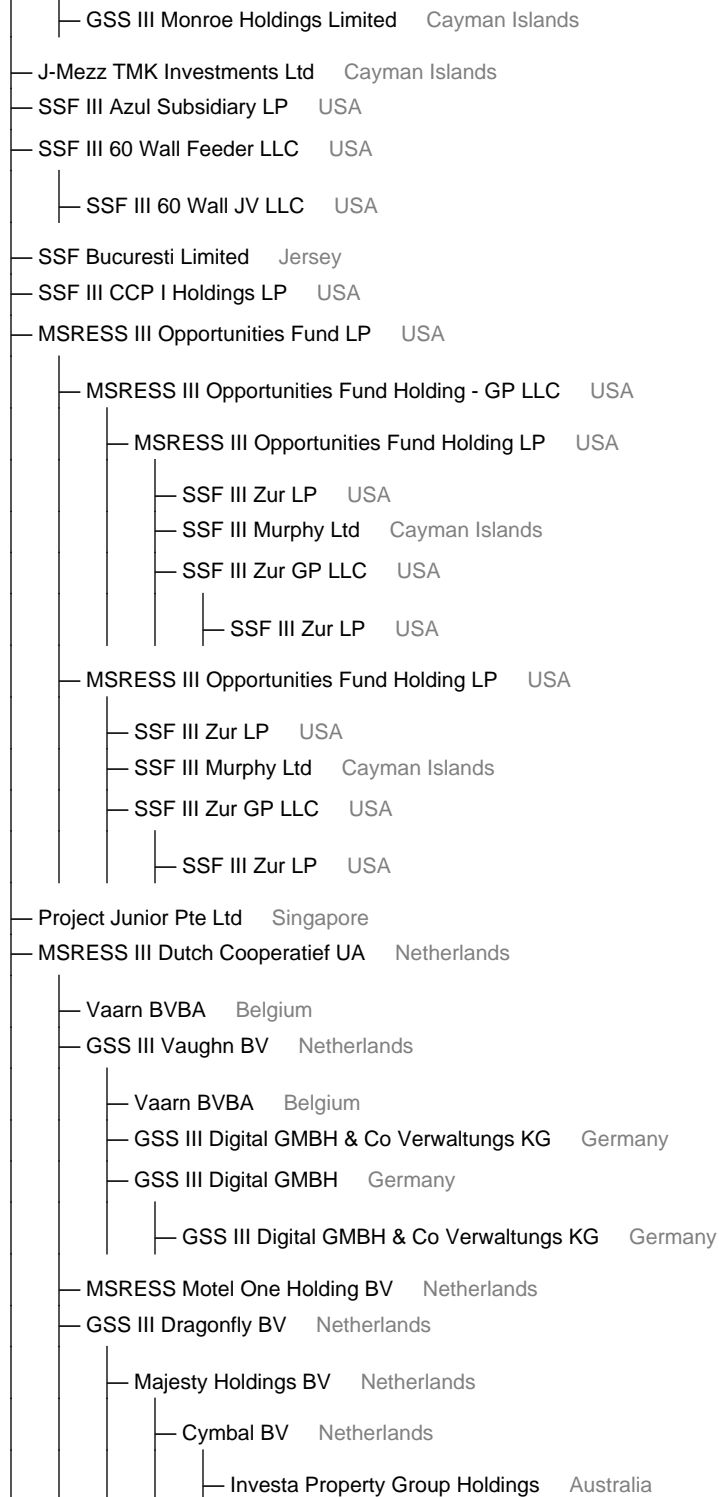 GSS III Monroe Holdings Limited Cayman Islands
J-Mezz TMK Investments Ltd Cayman Islands
SSF III Azul Subsidiary LP USA
SSF III 60 Wall Feeder LLC USA
SSF III 60 Wall JV LLC USA
SSF Bucuresti Limited Jersey
SSF III CCP I Holdings LP USA
MSRESS III Opportunities Fund LP USA
MSRESS III Opportunities Fund Holding - GP LLC USA
MSRESS III Opportunities Fund Holding LP USA
SSF III Zur LP USA
SSF III Murphy Ltd Cayman Islands
SSF III Zur GP LLC USA
SSF III Zur LP USA
MSRESS III Opportunities Fund Holding LP USA
SSF III Zur LP USA
SSF III Murphy Ltd Cayman Islands
SSF III Zur GP LLC USA
SSF III Zur LP USA
Project Junior Pte Ltd Singapore
MSRESS III Dutch Cooperatief UA Netherlands
Vaarn BVBA Belgium
GSS III Vaughn BV Netherlands
Vaarn BVBA Belgium
GSS III Digital GMBH & Co Verwaltungs KG Germany
GSS III Digital GMBH Germany
GSS III Digital GMBH & Co Verwaltungs KG Germany
MSRESS Motel One Holding BV Netherlands
GSS III Dragonfly BV Netherlands
Majesty Holdings BV Netherlands
Cymbal BV Netherlands
Investa Property Group Holdings Australia